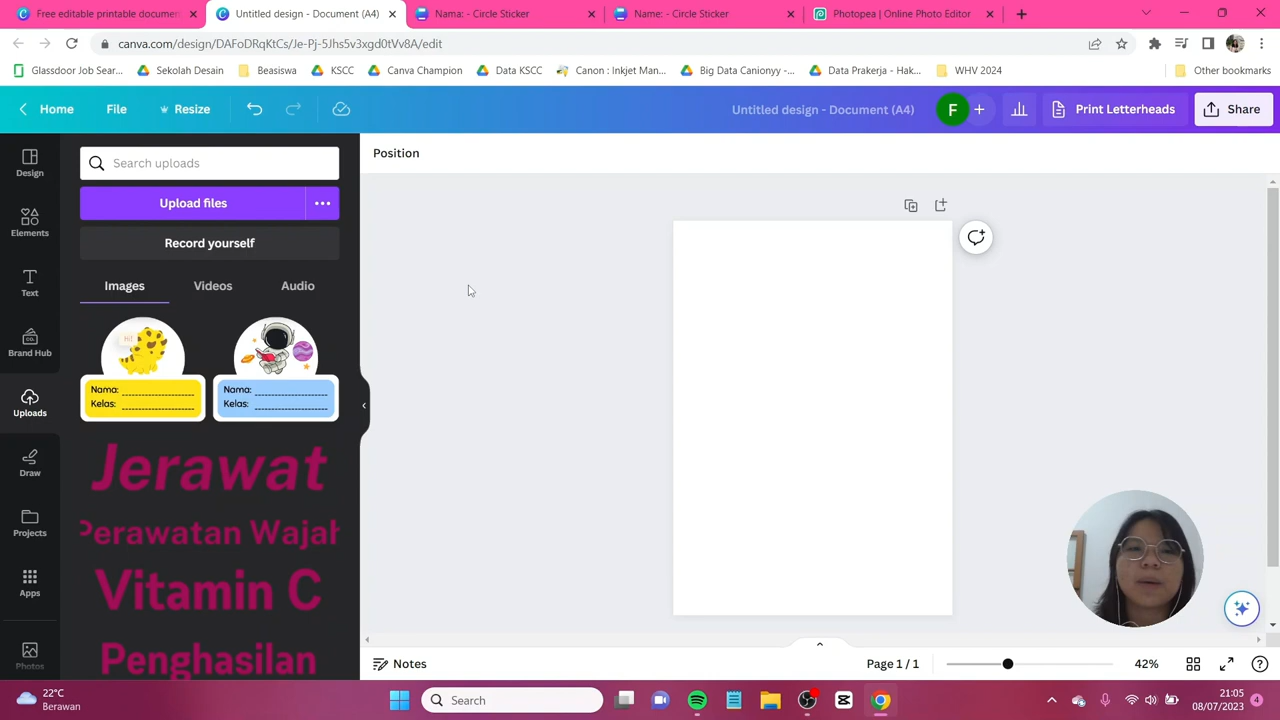 Free editable printable documen
Untitled design - Document (A4)
Nama: - Circle Sticker
Name: - Circle Sticker
Photopea | Online Photo Editor
canva.com/design/DAFoDRqKtCs/Je-Pj-5Jhs5v3xgd0tVv8A/edit
Glassdoor Job Sear...
Sekolah Desain
Beasiswa
KSCC
Canva Champion
Data KSCC
Canon : Inkjet Man...
Big Data Canionyy -...
Data Prakerja - Hak...
WHV 2024
Other bookmarks
Home
File
Resize
Untitled design - Document (A4)
F
Print Letterheads
Share
Design
Elements
Text
Brand Hub
Uploads
Draw
Projects
Apps
Photos
Search uploads
Upload files
Record yourself
Images
Videos
Audio
Hi!
Nama:
Kelas:
Nama:
Kelas:
Jerawat
Perawatan Wajah
Vitamin C
Penghasilan
Position
Notes
Page 1 / 1
42%
22°C
Berawan
Search
21:05
08/07/2023
4